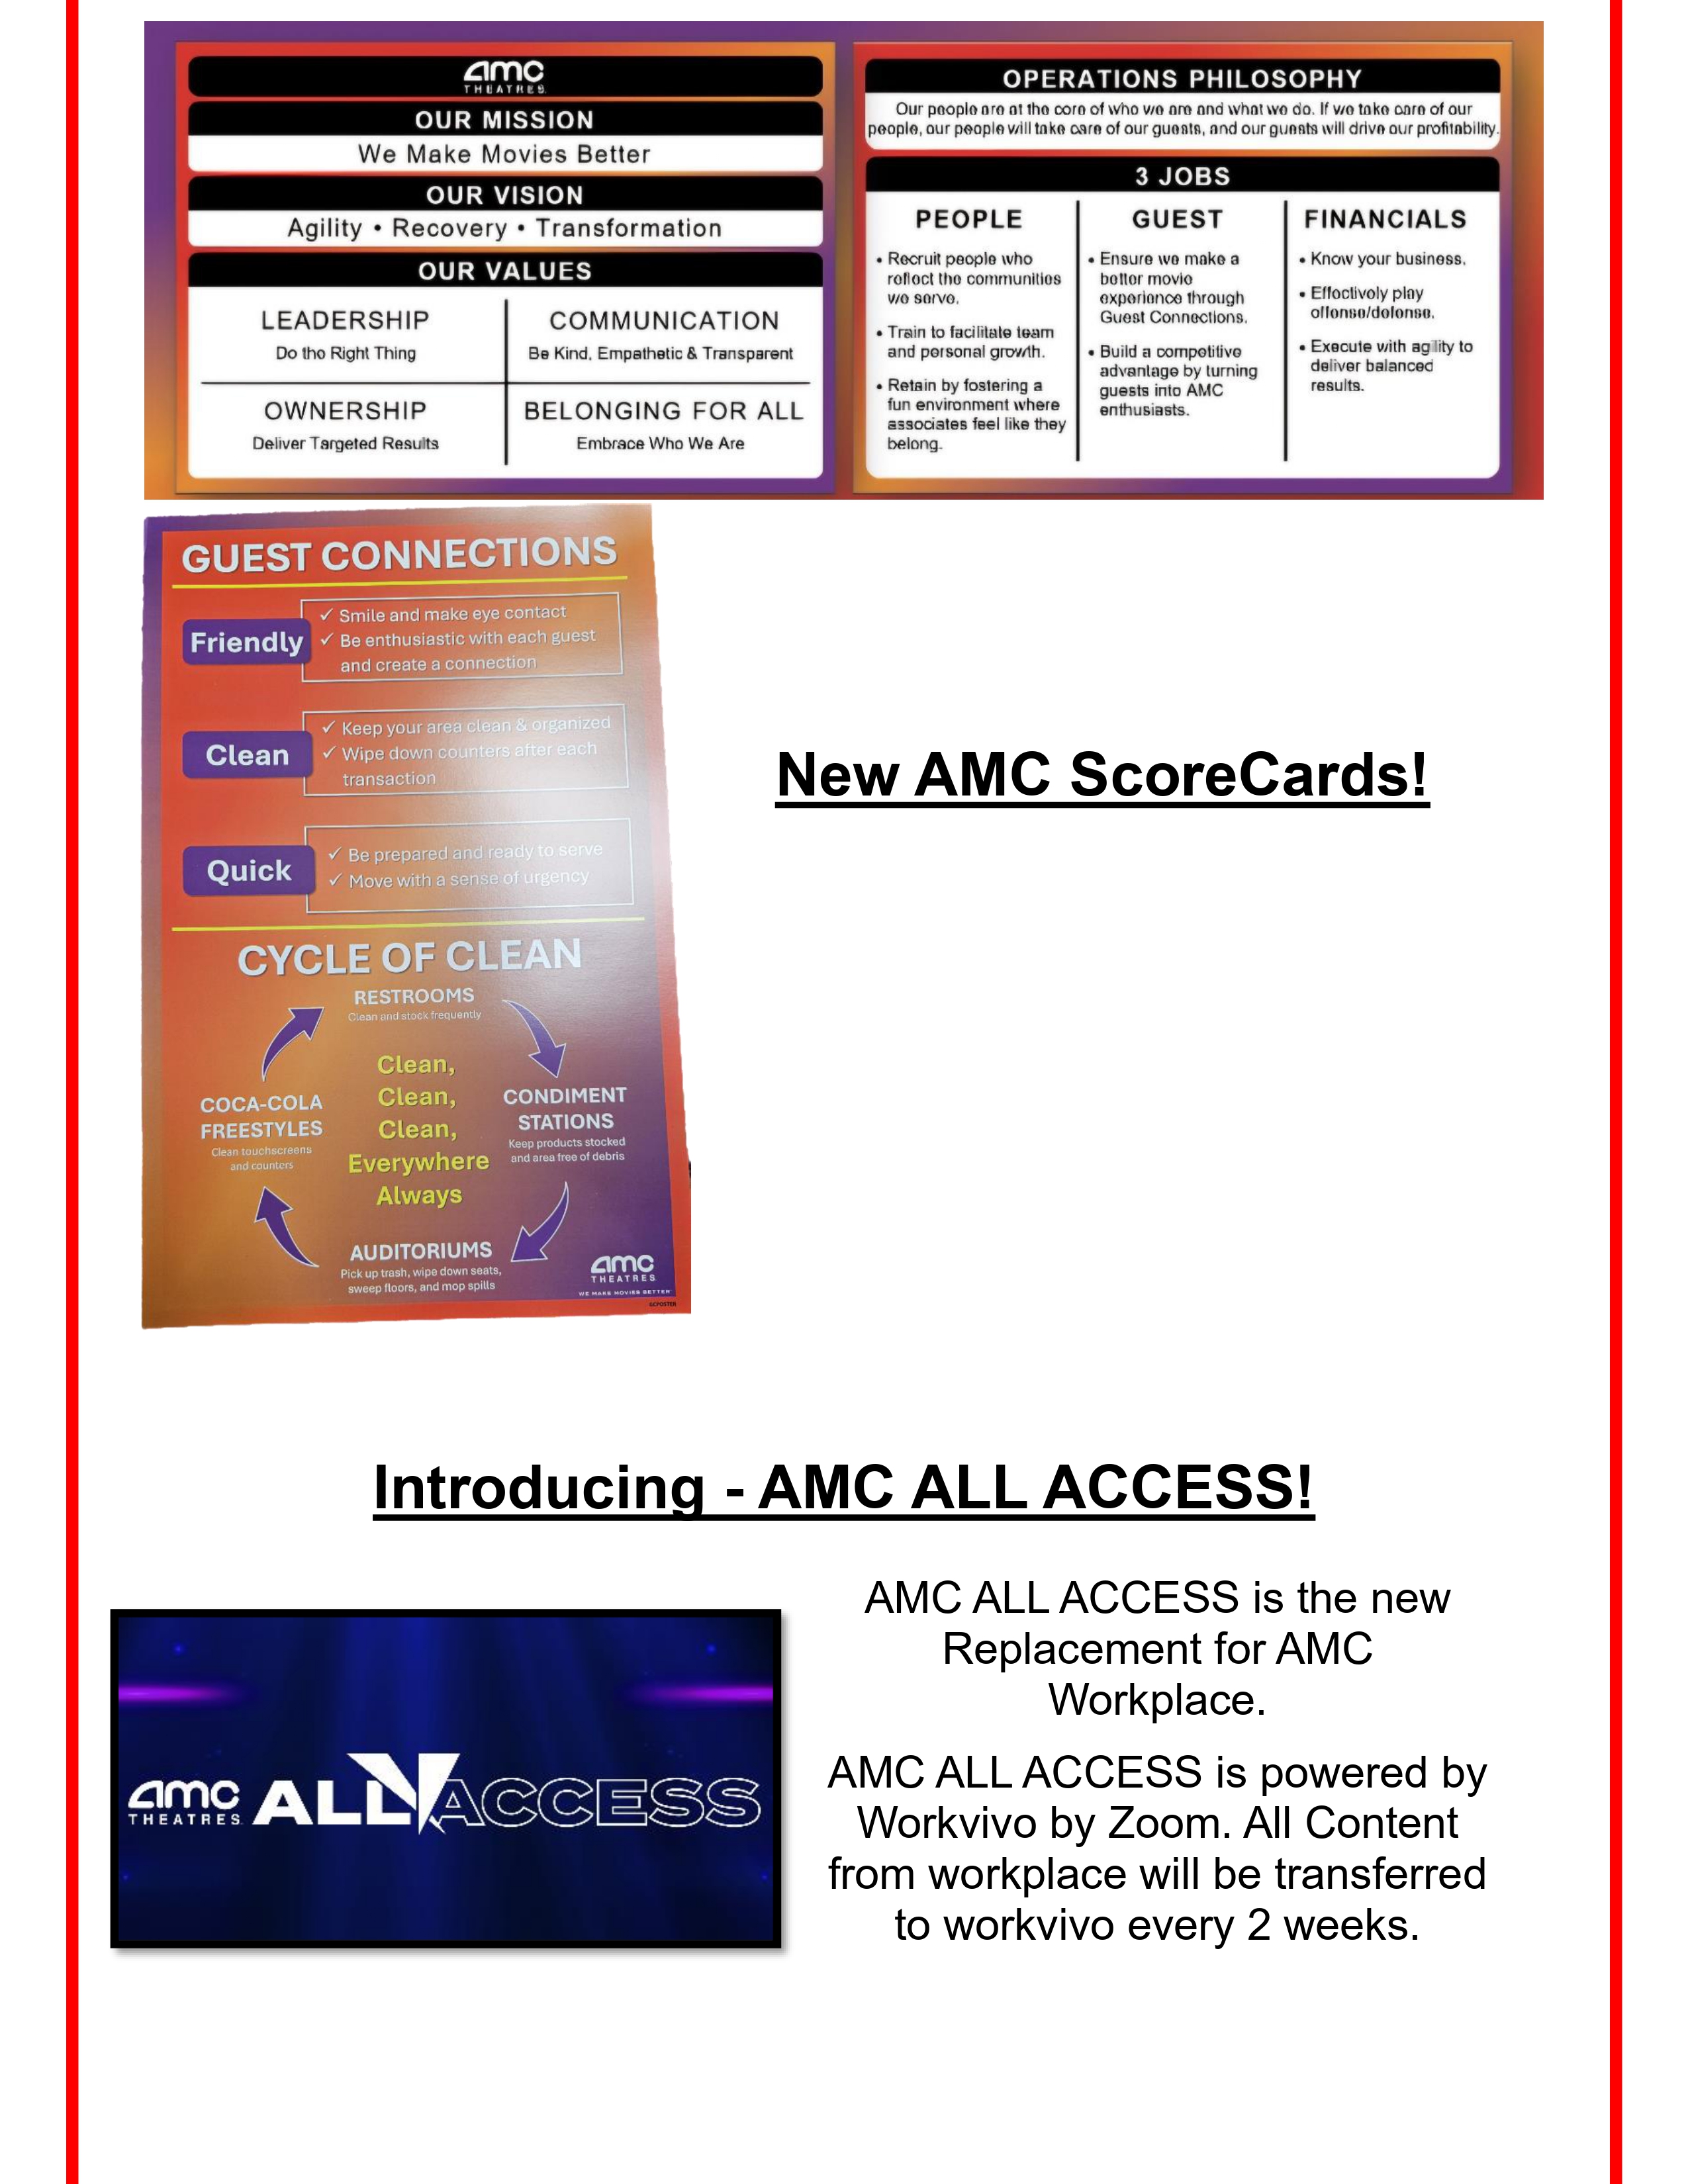 amc
THEATRES
OUR MISSION
We Make Movies Better
OUR VISION
Agility • Recovery • Transformation
OUR VALUES
LEADERSHIP
Do the Right Thing
COMMUNICATION
Be Kind, Empathetic & Transparent
OWNERSHIP
Deliver Targeted Results
BELONGING FOR ALL
Embrace Who We Are
OPERATIONS PHILOSOPHY
Our people are at the core of who we are and what we do. If we take care of our
people, our people will take care of our guests, and our guests will drive our profitability.
3 JOBS
PEOPLE
• Recruit people who
reflect the communities
we serve.
• Train to facilitate team
and personal growth.
• Retain by fostering a
fun environment where
associates feel like they
belong.
GUEST
• Ensure we make a
better movie
experience through
Guest Connections.
• Build a competitive
advantage by turning
guests into AMC
enthusiasts.
FINANCIALS
• Know your business.
• Effectively play
offense/defense.
• Execute with agility to
deliver balanced
results.
GUEST CONNECTIONS
Friendly
✓ Smile and make eye contact
✓ Be enthusiastic with each guest
and create a connection
Clean
✓ Keep your area clean & organized
✓ Wipe down counters after each
transaction
Quick
✓ Be prepared and ready to serve
✓ Move with a sense of urgency
CYCLE OF CLEAN
RESTROOMS
Clean and stock frequently
CONDIMENT
STATIONS
Keep products stocked
and area free of debris
AUDITORIUMS
Pick up trash, wipe down seats,
sweep floors, and mop spills
COCA-COLA
FREESTYLES
Clean touchscreens
and counters
Clean,
Clean,
Clean,
Everywhere
Always
amc
THEATRES
WE MAKE MOVIES BETTER
GCPOSTER
New AMC ScoreCards!
Introducing - AMC ALL ACCESS!
amc
THEATRES
ALL ACCESS
AMC ALL ACCESS is the new
Replacement for AMC
Workplace.
AMC ALL ACCESS is powered by
Workvivo by Zoom. All Content
from workplace will be transferred
to workvivo every 2 weeks.